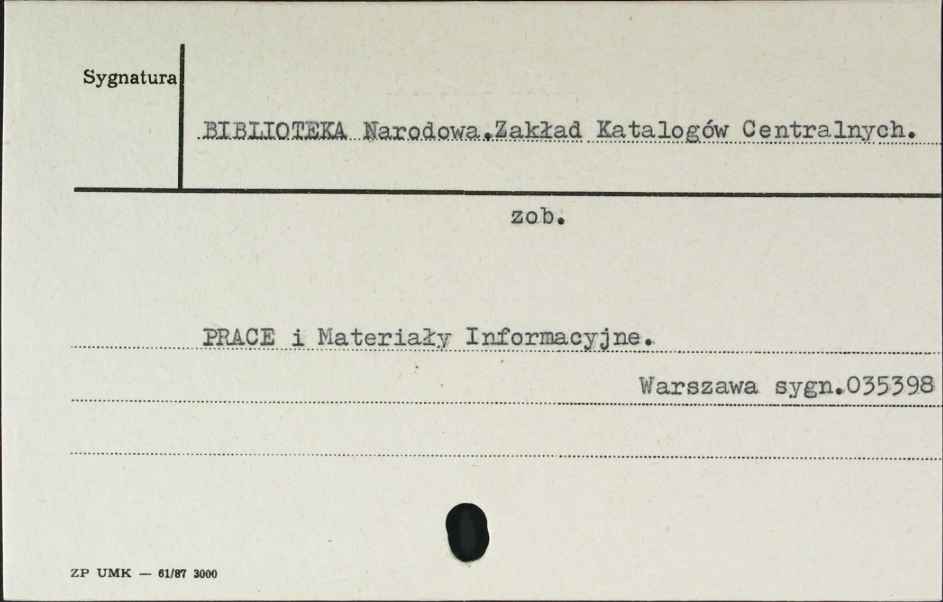 Sygnatura
BIBLIOTEKA Narodowa.Zakład Katalogów Centralnych.
zob.
PRACE i Materiały Informacyjne.
Warszawa sygn.035398
ZP UMK — 61/87 3000